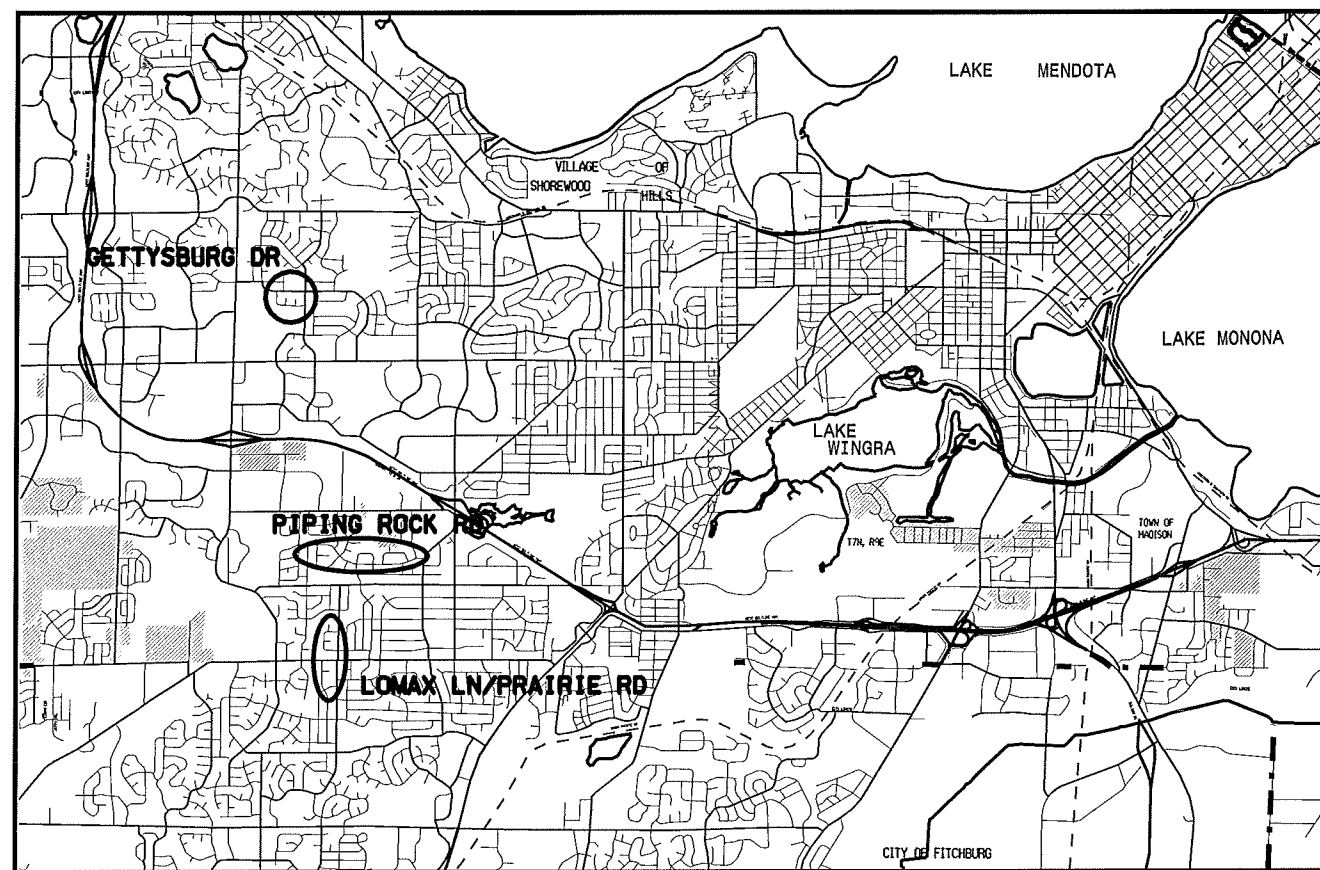 LAKE MENDOTA
VILLAGE OF
SHOREWOOD
HILLS
GETTYSBURG DR
LAKE MONONA
LAKE
WINGRA
PIPING ROCK RD
T7N, R9E
TOWN OF
MADISON
LOMAX LN/PRAIRIE RD
CITY OF FITCHBURG